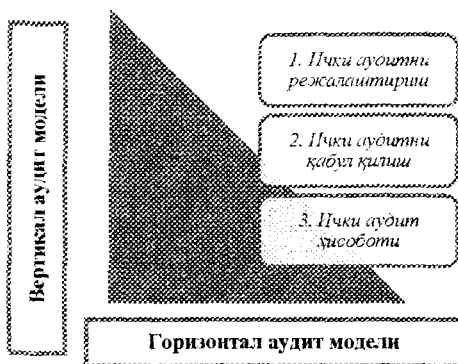 Вертикал аудит модели
1. Ички аудитни
режалаштириш
2. Ички аудитни
қабул қилиш
3. Ички аудит
ҳисоботи
Горизонтал аудит модели